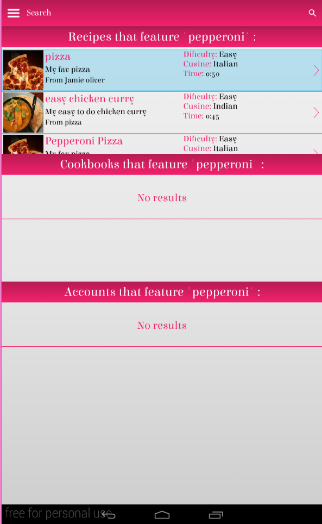 Search
Recipes that feature 'pepperoni' :
pizza
My fav pizza
From Jamie oliver
Dificulty: Easy
Cusine: Italian
Time: 0:50
easy chicken curry
My easy to do chicken curry
From pizza
Dificulty: Easy
Cusine: Indian
Time: 0:45
Pepperoni Pizza
My fav pizza
Dificulty: Easy
Cusine: Italian
Cookbooks that feature 'pepperoni' :
No results
Accounts that feature 'pepperoni' :
No results
free for personal use